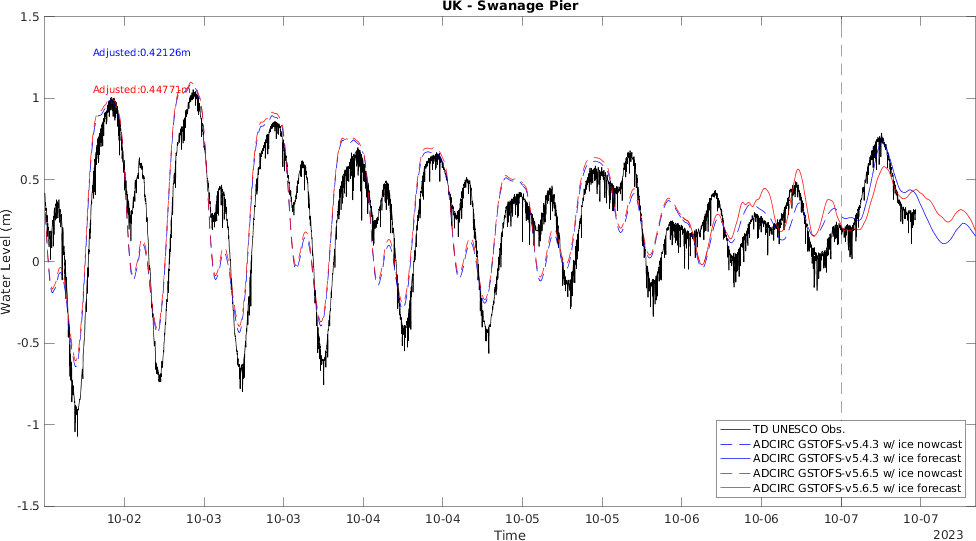 UK - Swanage Pier
1.5
1
0.5
0
-0.5
-1
-1.5
Water Level (m)
Adjusted:0.42126m
Adjusted:0.44771m
TD UNESCO Obs.
ADCIRC GSTOFS-v5.4.3 w/ ice nowcast
ADCIRC GSTOFS-v5.4.3 w/ ice forecast
ADCIRC GSTOFS-v5.6.5 w/ ice nowcast
ADCIRC GSTOFS-v5.6.5 w/ ice forecast
10-02 10-03 10-03 10-04 10-04 10-05 10-05 10-06 10-06 10-07 10-07
Time
2023